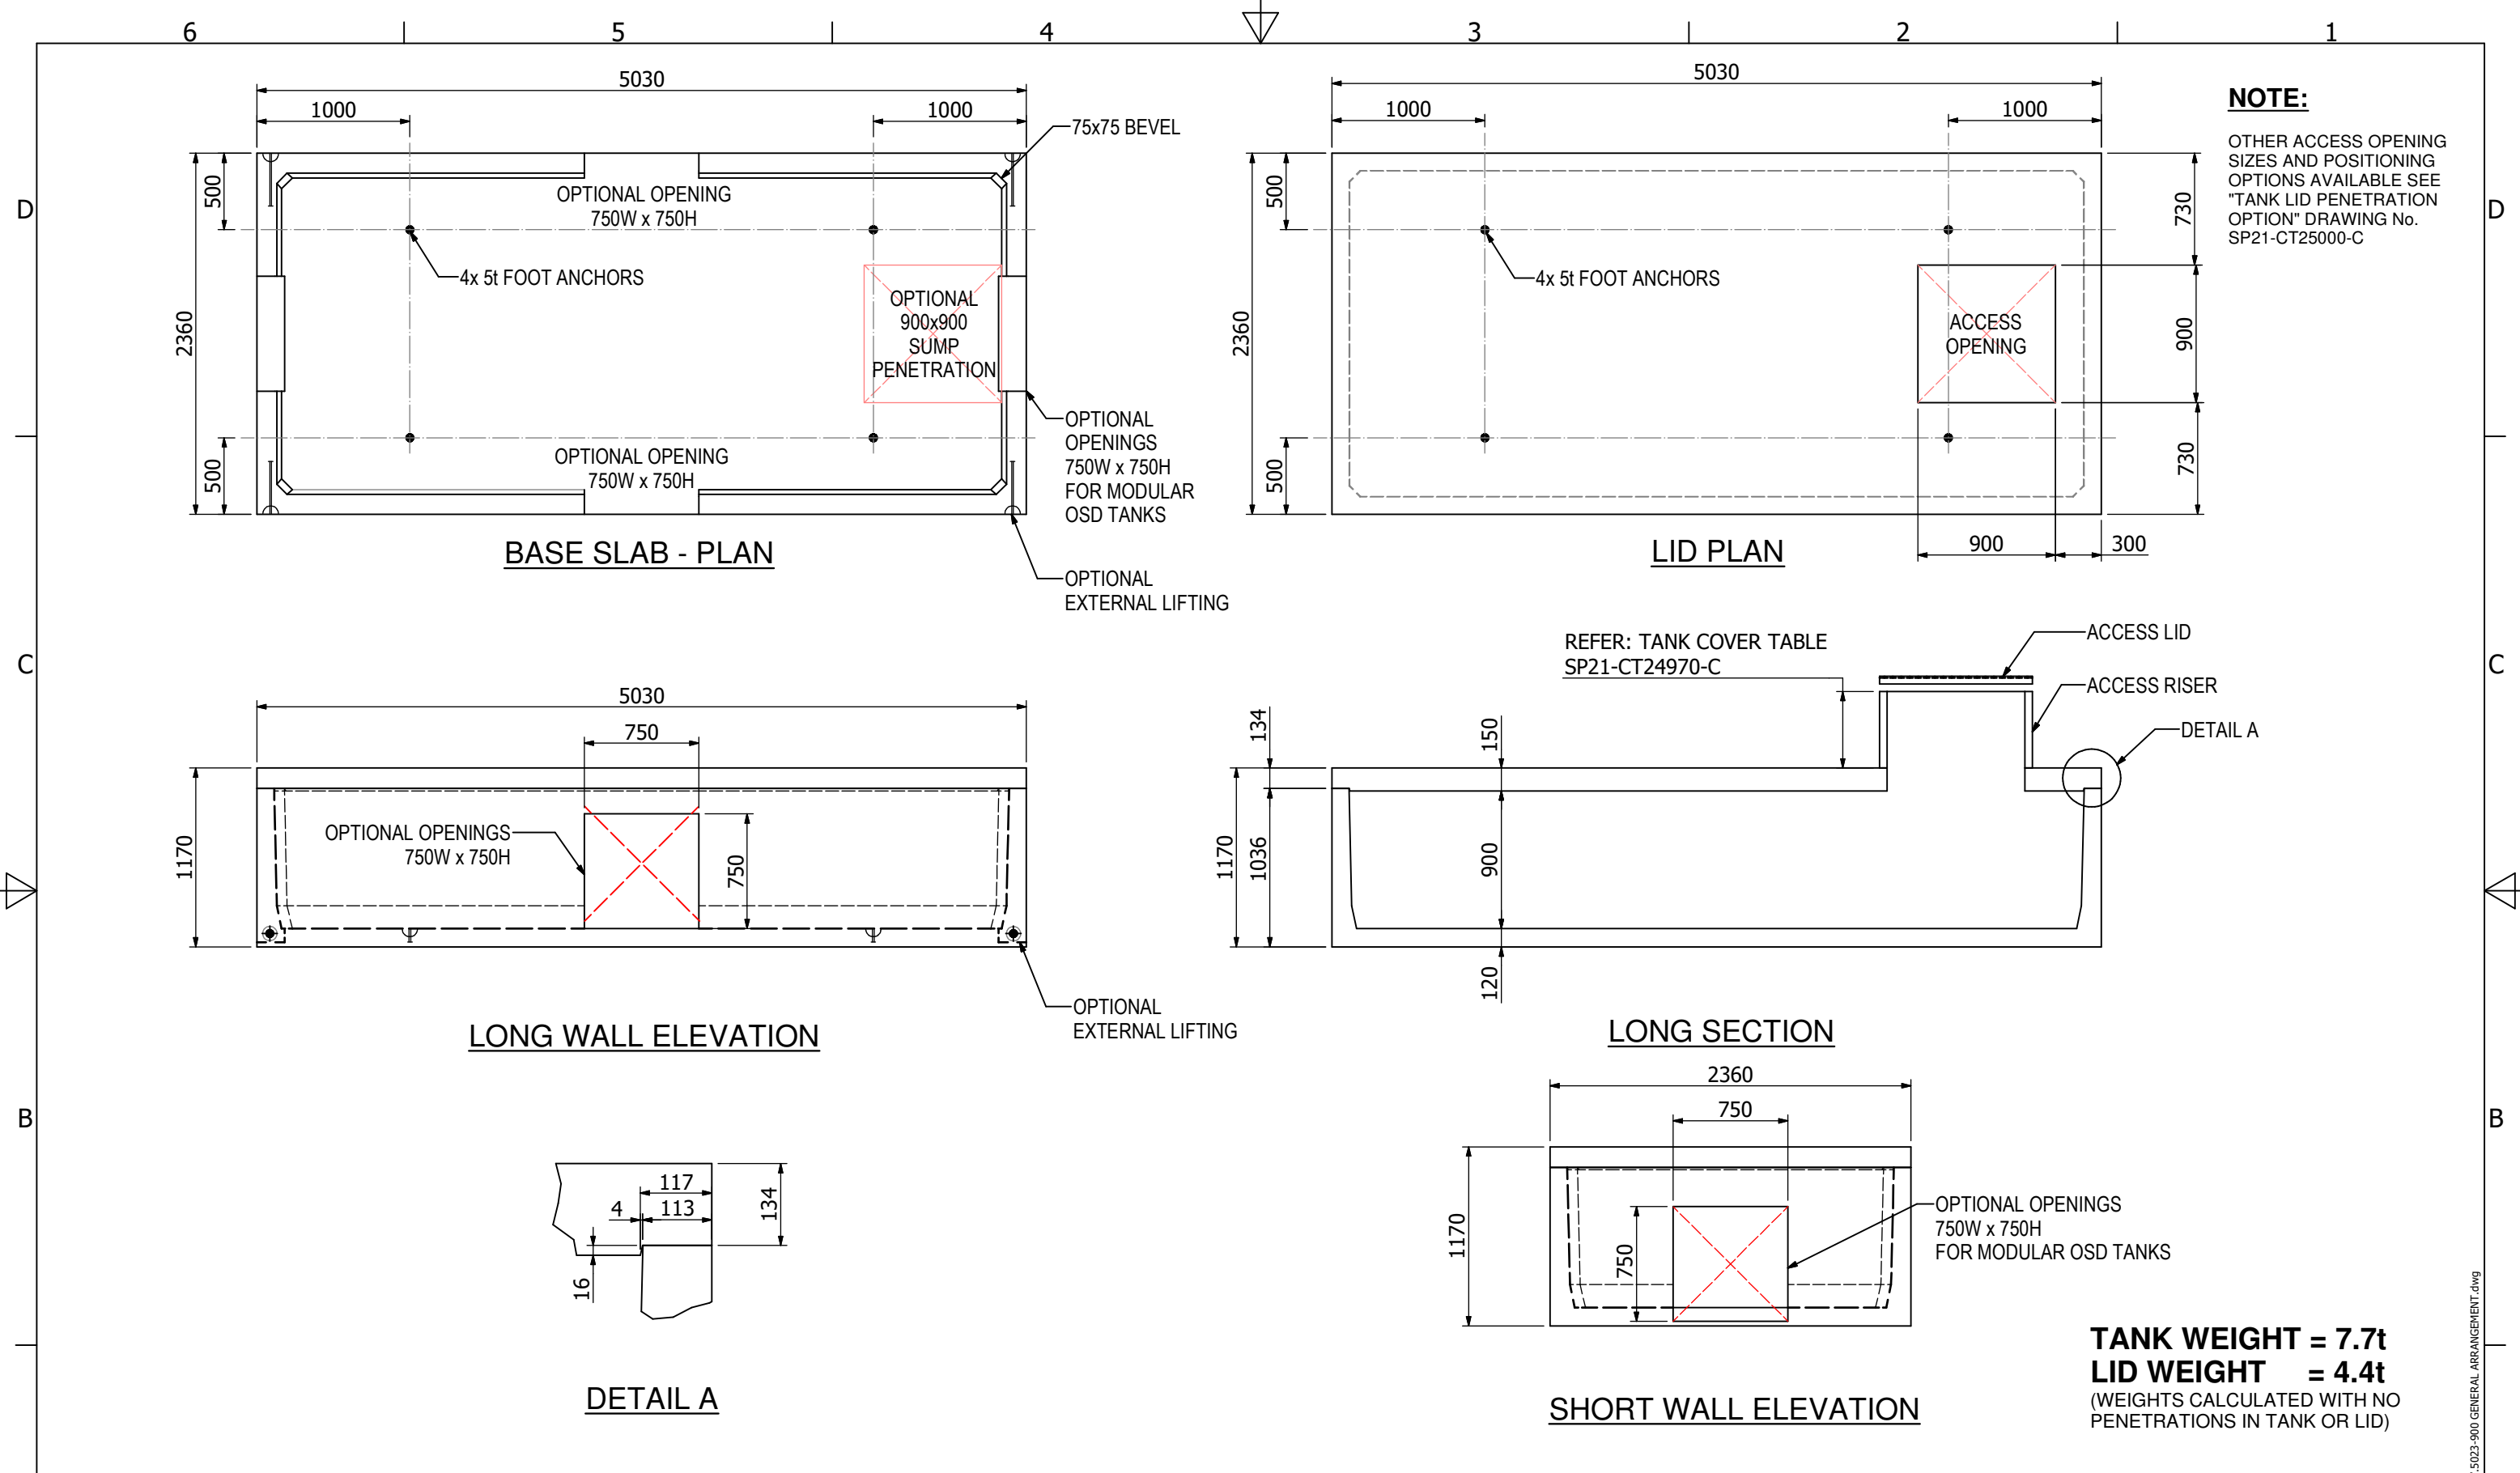 6
5
4
3
2
1
D
C
B
D
C
B
5030
1000
1000
75x75 BEVEL
500
500
2360
OPTIONAL OPENING
750W x 750H
4x 5t FOOT ANCHORS
OPTIONAL
900x900
SUMP
PENETRATION
OPTIONAL OPENING
750W x 750H
OPTIONAL
OPENINGS
750W x 750H
FOR MODULAR
OSD TANKS
OPTIONAL
EXTERNAL LIFTING
BASE SLAB - PLAN
5030
1000
1000
500
500
2360
4x 5t FOOT ANCHORS
ACCESS
OPENING
730
900
730
900
300
LID PLAN
NOTE:
OTHER ACCESS OPENING
SIZES AND POSITIONING
OPTIONS AVAILABLE SEE
"TANK LID PENETRATION
OPTION" DRAWING No.
SP21-CT25000-C
5030
750
1170
OPTIONAL OPENINGS
750W x 750H
750
OPTIONAL
EXTERNAL LIFTING
LONG WALL ELEVATION
REFER: TANK COVER TABLE
SP21-CT24970-C
ACCESS LID
ACCESS RISER
DETAIL A
134
150
1170
1036
900
120
LONG SECTION
117
4
113
134
16
DETAIL A
2360
750
1170
750
OPTIONAL OPENINGS
750W x 750H
FOR MODULAR OSD TANKS
SHORT WALL ELEVATION
TANK WEIGHT = 7.7t
LID WEIGHT = 4.4t
(WEIGHTS CALCULATED WITH NO
PENETRATIONS IN TANK OR LID)
5023-900 GENERAL ARRANGEMENT.dwg